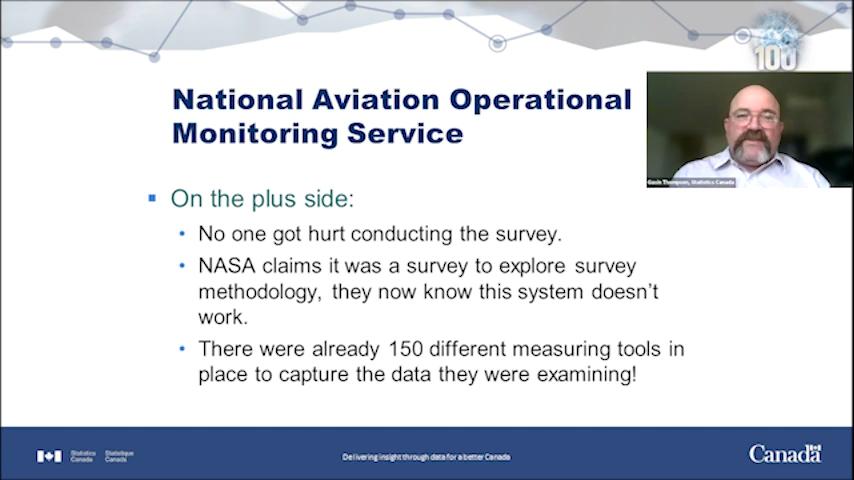 100
National Aviation Operational
Monitoring Service
Gavin Thompson, Statistics Canada
On the plus side:
No one got hurt conducting the survey.
NASA claims it was a survey to explore survey
methodology, they now know this system doesn't
work.
There were already 150 different measuring tools in
place to capture the data they were examining!
Statistics
Canada
Statistique
Canada
Delivering insight through data for a better Canada
Canada